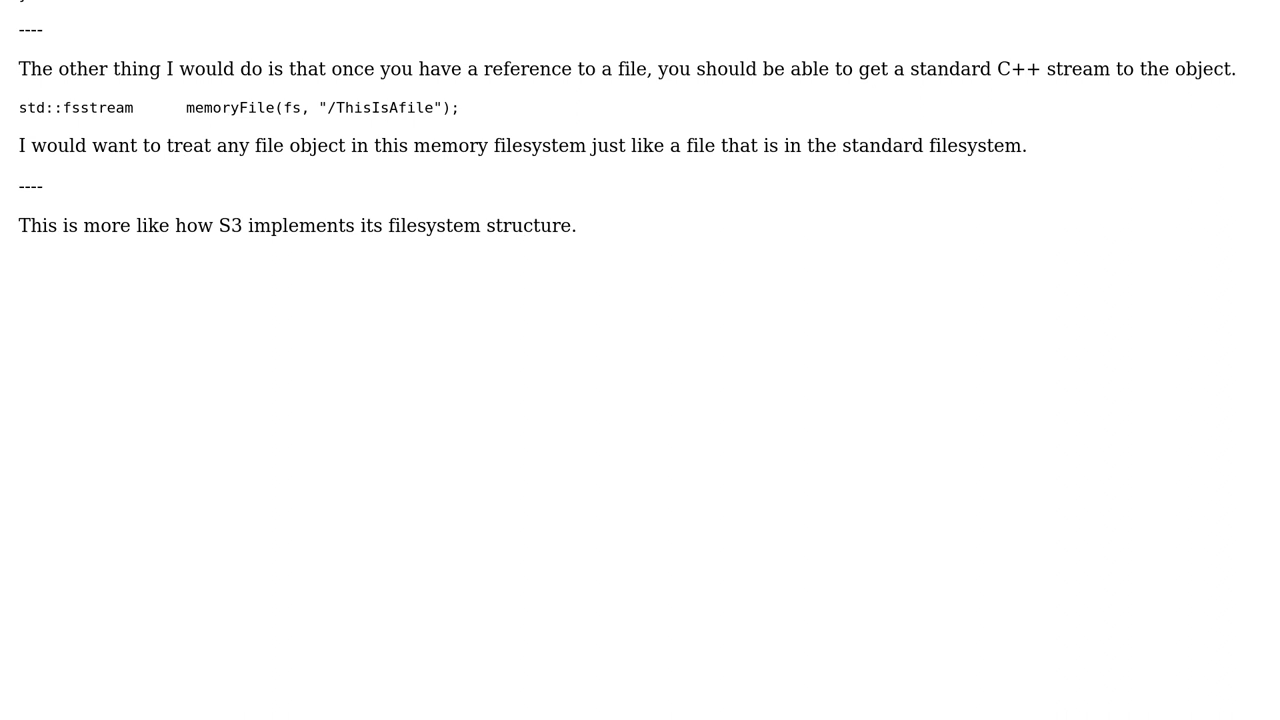 ----
The other thing I would do is that once you have a reference to a file, you should be able to get a standard C++ stream to the object.
std::fsstream      memoryFile(fs, "/ThisIsAfile");
I would want to treat any file object in this memory filesystem just like a file that is in the standard filesystem.
----
This is more like how S3 implements its filesystem structure.